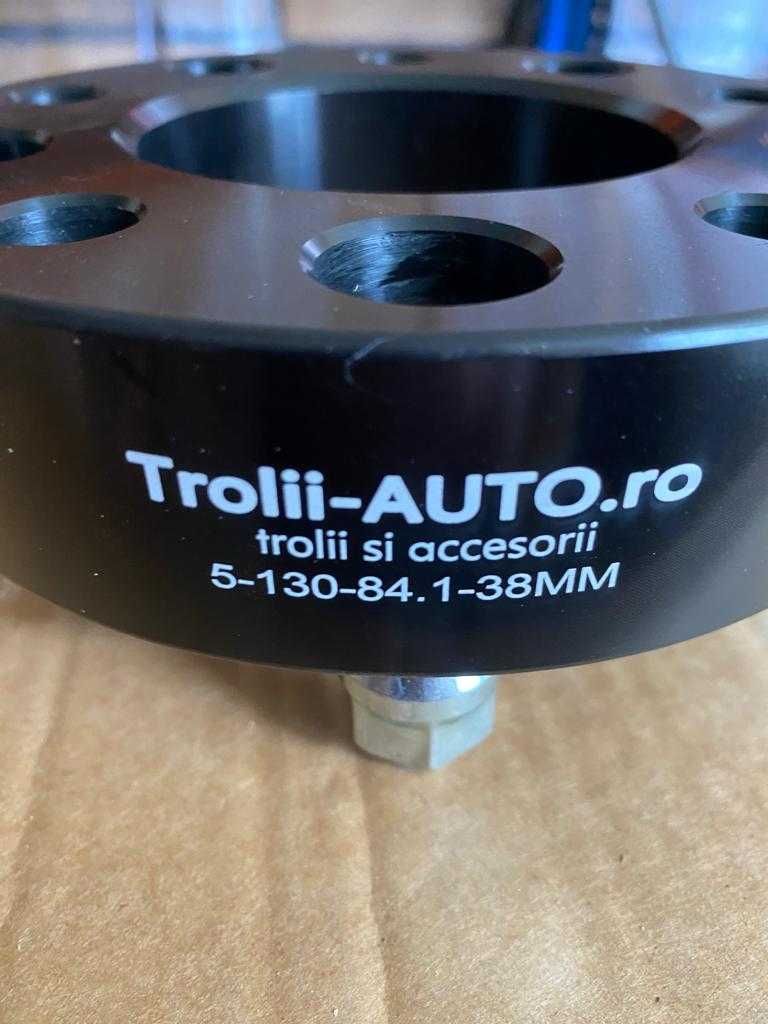 Trolii-AUTO.ro
trolii si accesorii
5-130-84.1-38MM